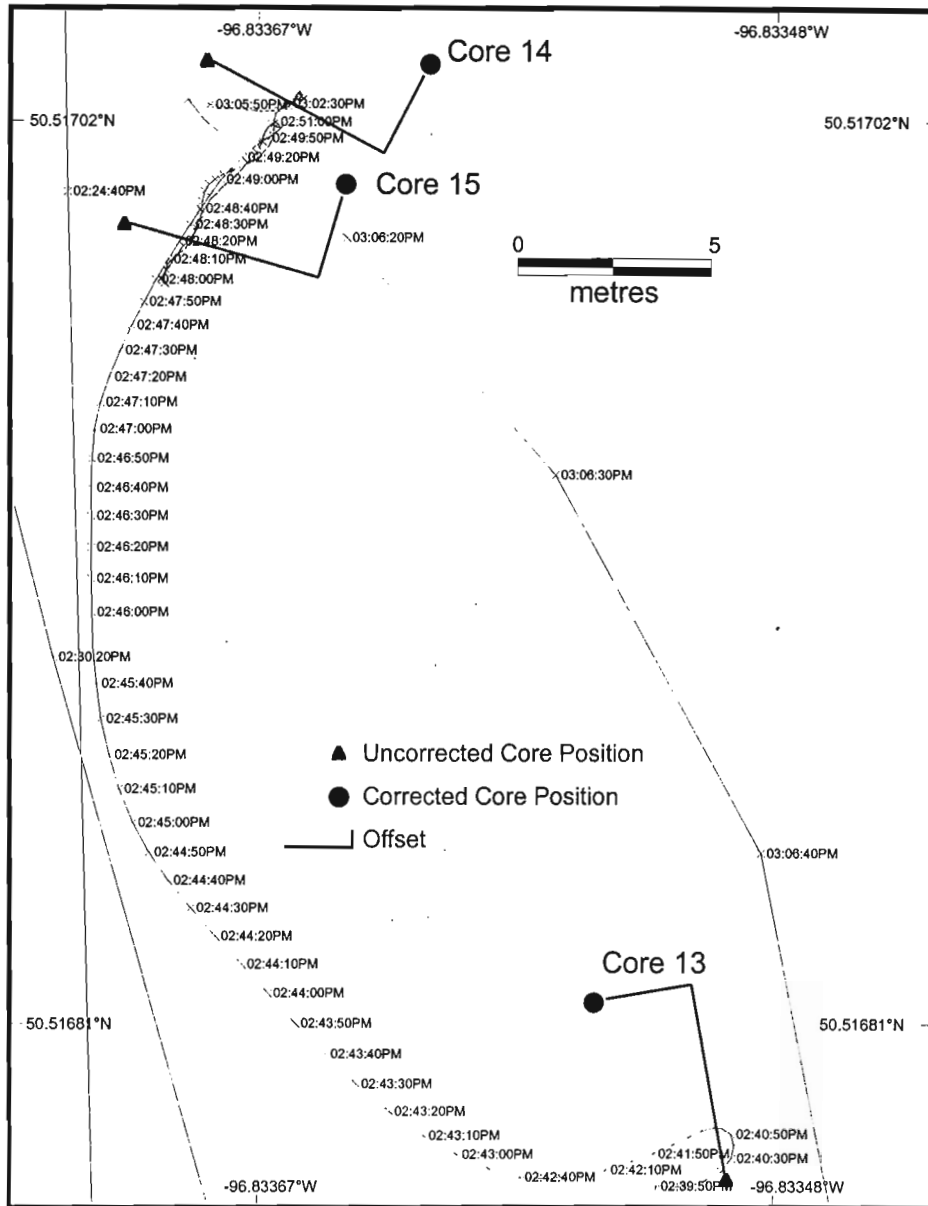 -96.83367°W
-96.83348°W
Core 14
03:05:50PM
03:02:30PM
50.51702°N
02:51:00PM
50.51702°N
02:49:50PM
02:49:20PM
02:49:00PM
Core 15
02:24:40PM
02:48:40PM
02:48:30PM
03:06:20PM
02:48:20PM
0
5
02:48:10PM
02:48:00PM
metres
02:47:50PM
02:47:40PM
02:47:30PM
02:47:20PM
02:47:10PM
02:47:00PM
02:46:50PM
03:06:30PM
02:46:40PM
02:46:30PM
02:46:20PM
02:46:10PM
02:46:00PM
02:30:20PM
02:45:40PM
02:45:30PM
02:45:20PM
Uncorrected Core Position
02:45:10PM
Corrected Core Position
02:45:00PM
Offset
02:44:50PM
03:06:40PM
02:44:40PM
02:44:30PM
02:44:20PM
02:44:10PM
Core 13
02:44:00PM
02:43:50PM
50.51681°N
50.51681°N
02:43:40PM
02:43:30PM
02:43:20PM
02:43:10PM
02:40:50PM
02:43:00PM
02:41:50PM
02:40:30PM
02:42:10PM
02:42:40PM
02:39:50PM
-96.83367°W
-96.83348°W